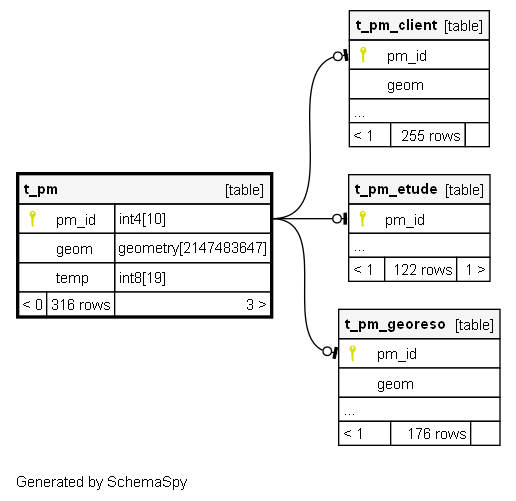 t_pm_client [table]
pm_id
geom
...
< 1 255 rows
t_pm [table]
pm_id int4[10]
geom geometry[2147483647]
temp int8[19]
< 0 316 rows 3 >
t_pm_etude [table]
pm_id
...
< 1 122 rows 1 >
t_pm_georeso [table]
pm_id
geom
...
< 1 176 rows
Generated by SchemaSpy